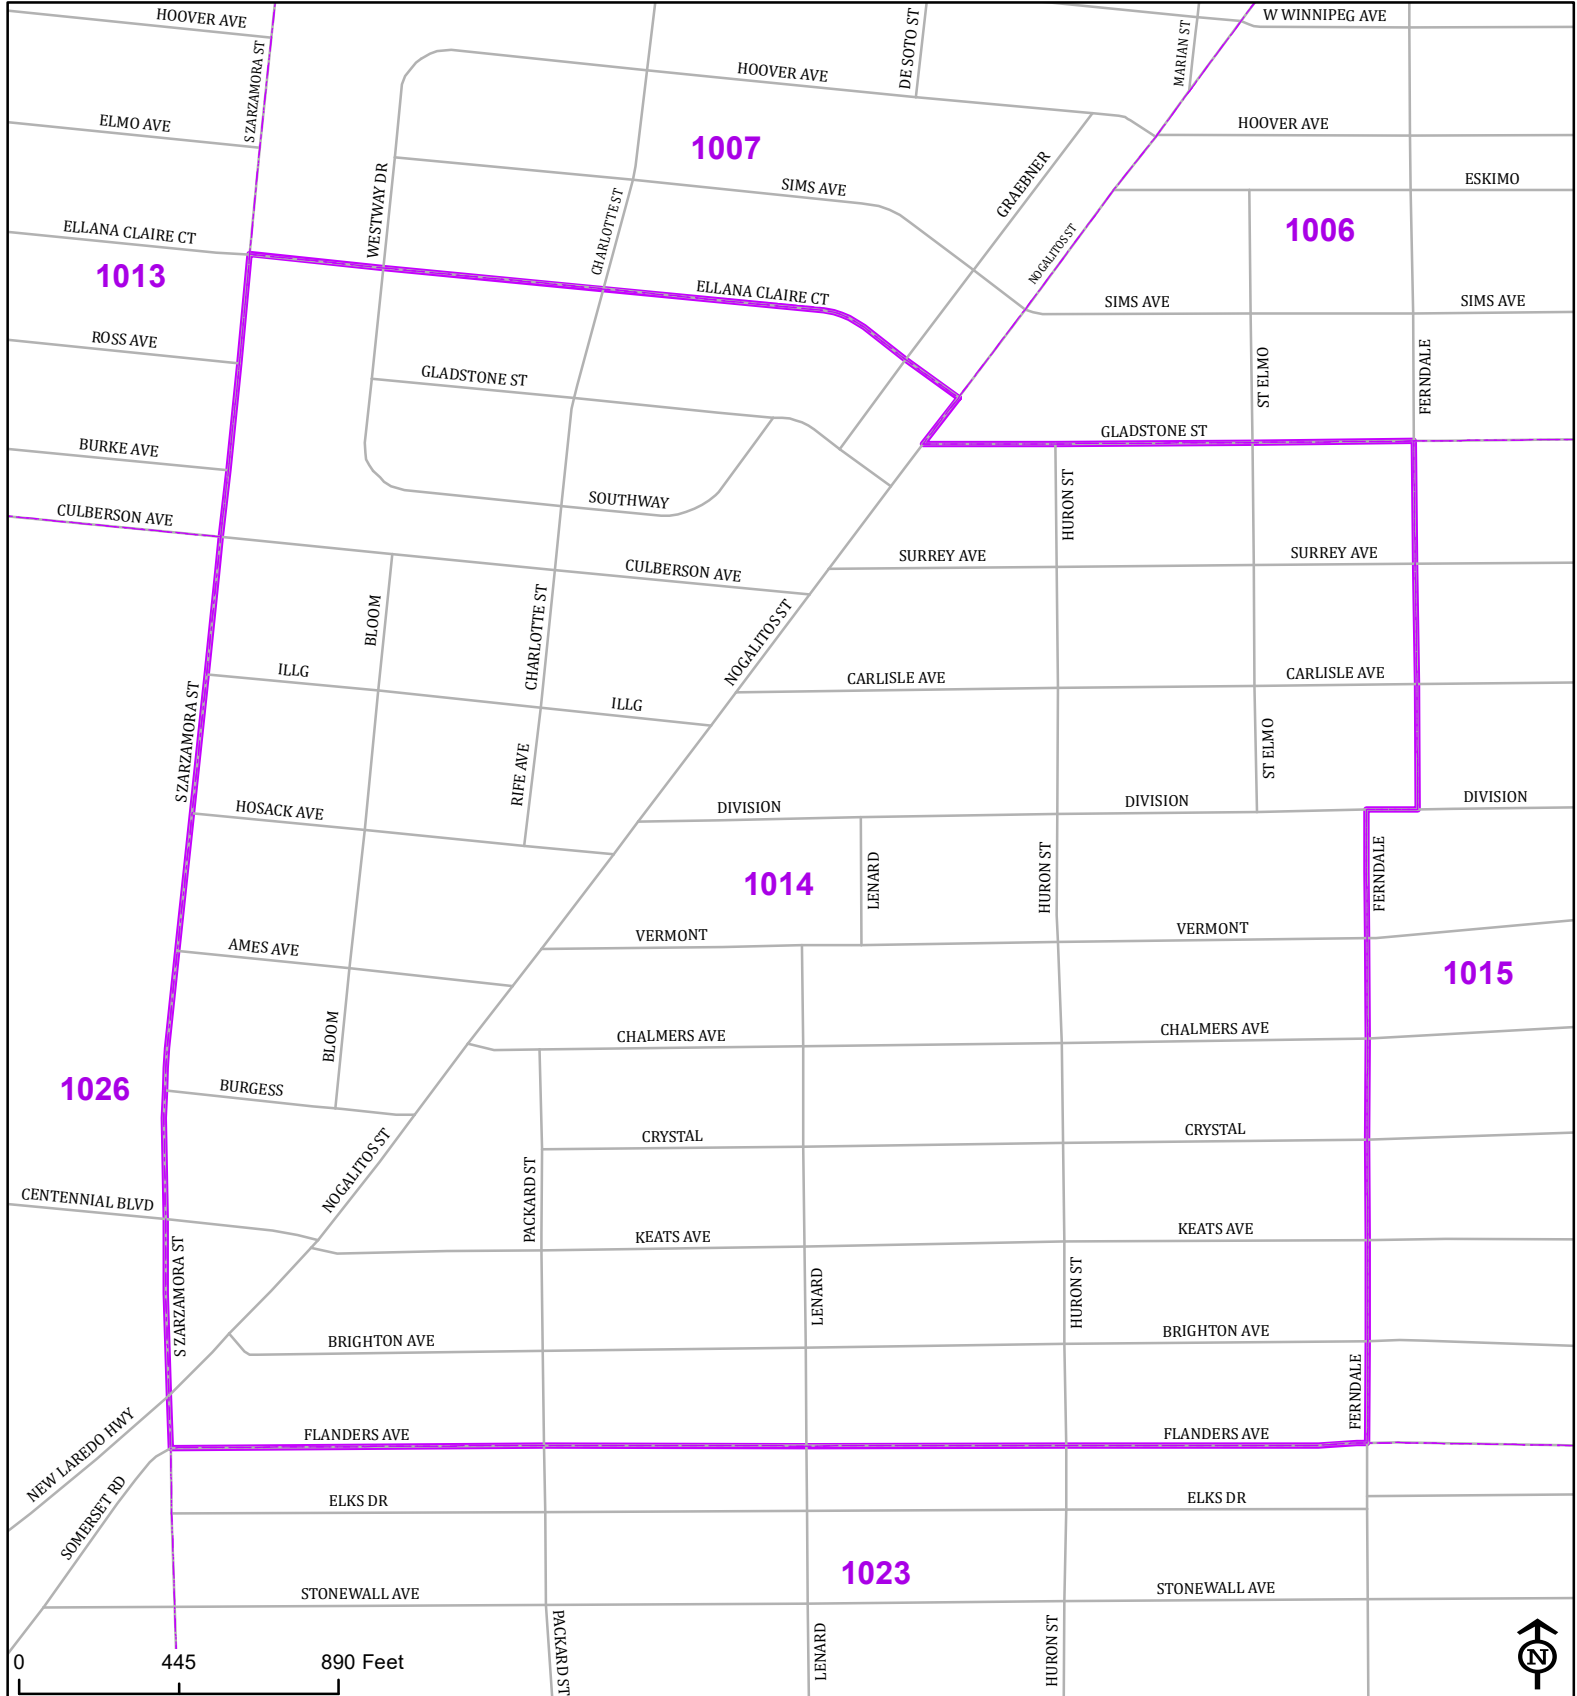 HOOVER AVE
S ZARZAMORA ST
DE SOTO ST
MARIAN ST
W WINNIPEG AVE
HOOVER AVE
ELMO AVE
1007
HOOVER AVE
WESTWAY DR
CHARLOTTE ST
SIMS AVE
GRAEBNER
ESKIMO
ELLANA CLAIRE CT
1013
NOGALITOS ST
1006
ELLANA CLAIRE CT
SIMS AVE
SIMS AVE
ROSS AVE
GLADSTONE ST
ST ELMO
FERNDALE
BURKE AVE
GLADSTONE ST
SOUTHWAY
HURON ST
CULBERSON AVE
CULBERSON AVE
SURREY AVE
SURREY AVE
BLOOM
CHARLOTTE ST
NOGALITOS ST
ILLG
CARLISLE AVE
CARLISLE AVE
ILLG
S ZARZAMORA ST
RIFE AVE
ST ELMO
HOSACK AVE
DIVISION
DIVISION
DIVISION
1014
LENARD
HURON ST
FERNDALE
AMES AVE
VERMONT
VERMONT
1015
BLOOM
CHALMERS AVE
CHALMERS AVE
1026
BURGESS
CRYSTAL
CRYSTAL
NOGALITOS ST
PACKARD ST
CENTENNIAL BLVD
KEATS AVE
KEATS AVE
S ZARZAMORA ST
LENARD
HURON ST
BRIGHTON AVE
BRIGHTON AVE
FERNDALE
NEW LAREDO HWY
FLANDERS AVE
FLANDERS AVE
SOMERSET RD
ELKS DR
ELKS DR
1023
STONEWALL AVE
STONEWALL AVE
PACKARD ST
LENARD
HURON ST
0 445 890 Feet
N